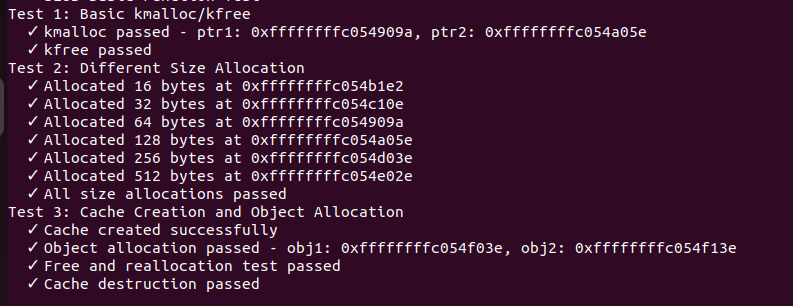 Test 1: Basic kmalloc/kfree
✓ kmalloc passed - ptr1: 0xffffffffc054909a, ptr2: 0xffffffffc054a05e
✓ kfree passed
Test 2: Different Size Allocation
✓ Allocated 16 bytes at 0xffffffffc054b1e2
✓ Allocated 32 bytes at 0xffffffffc054c10e
✓ Allocated 64 bytes at 0xffffffffc054909a
✓ Allocated 128 bytes at 0xffffffffc054a05e
✓ Allocated 256 bytes at 0xffffffffc054d03e
✓ Allocated 512 bytes at 0xffffffffc054e02e
✓ All size allocations passed
Test 3: Cache Creation and Object Allocation
✓ Cache created successfully
✓ Object allocation passed - obj1: 0xffffffffc054f03e, obj2: 0xffffffffc054f13e
✓ Free and reallocation test passed
✓ Cache destruction passed